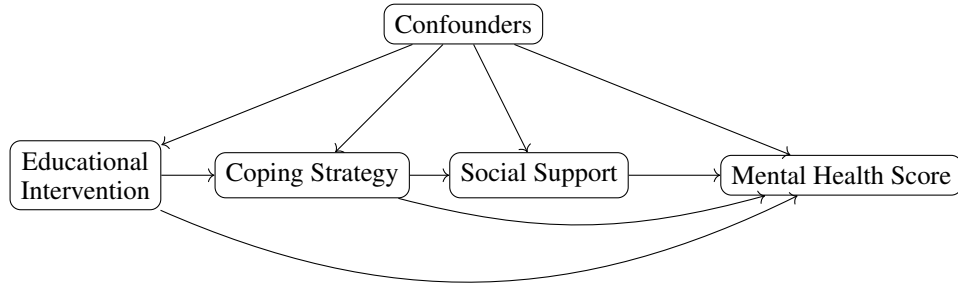 Confounders
Educational
Intervention
Coping Strategy
Social Support
Mental Health Score